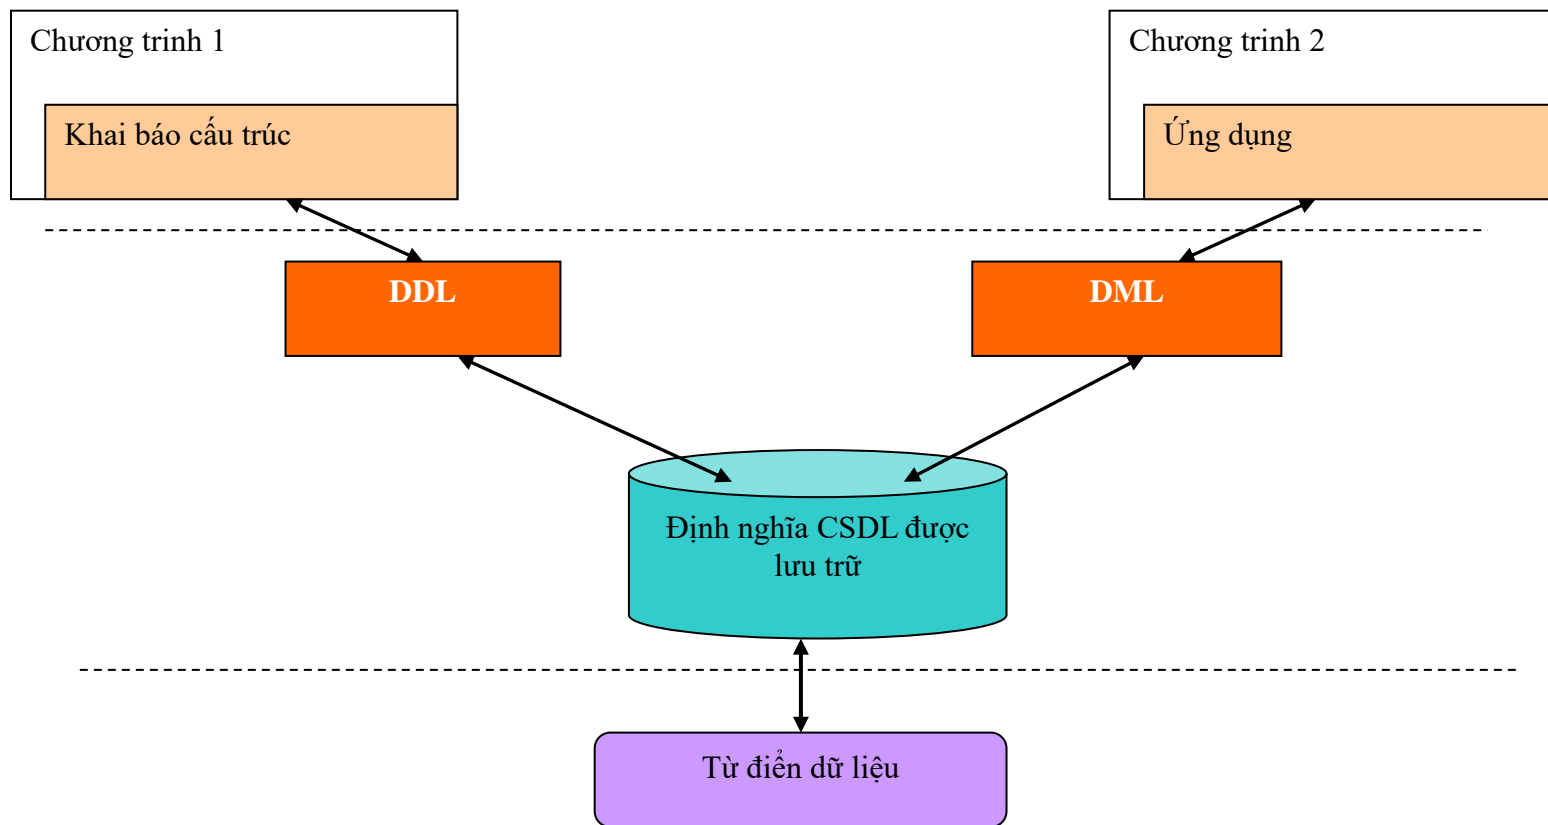 Chương trinh 1
Chương trinh 2
Khai báo cấu trúc
Ứng dụng
DDL
DML
Định nghĩa CSDL được
lưu trữ
Từ điển dữ liệu